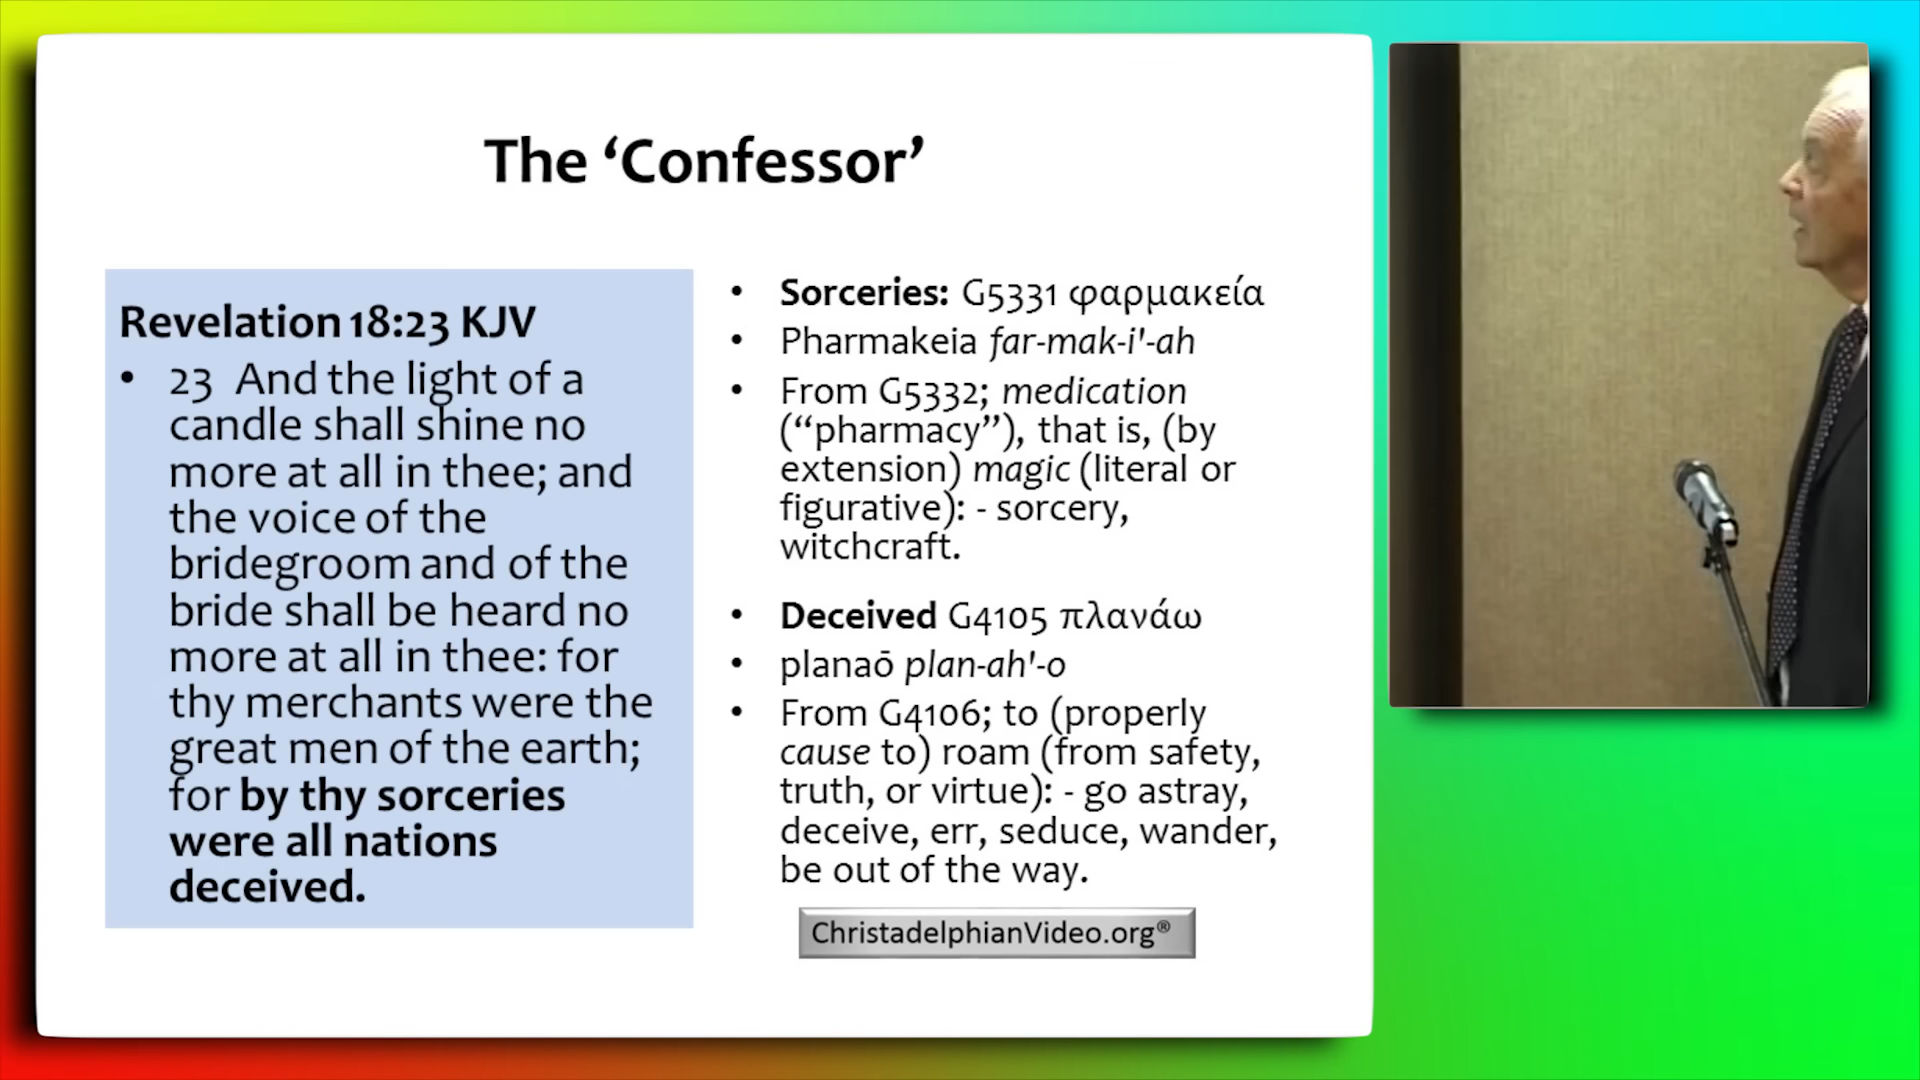 The ‘Confessor’
Revelation 18:23 KJV
• 23 And the light of a
candle shall shine no
more at all in thee; and
the voice of the
bridegroom and of the
bride shall be heard no
more at all in thee: for
thy merchants were the
great men of the earth;
for by thy sorceries
were all nations
deceived.
• Sorceries: G5331 φαρμακεία
• Pharmakeia far-mak-i'-ah
• From G5332; medication
(“pharmacy”), that is, (by
extension) magic (literal or
figurative): - sorcery,
witchcraft.
• Deceived G4105 πλανάω
• planaō plan-ah'-o
• From G4106; to (properly
cause to) roam (from safety,
truth, or virtue): - go astray,
deceive, err, seduce, wander,
be out of the way.
ChristadelphianVideo.org®